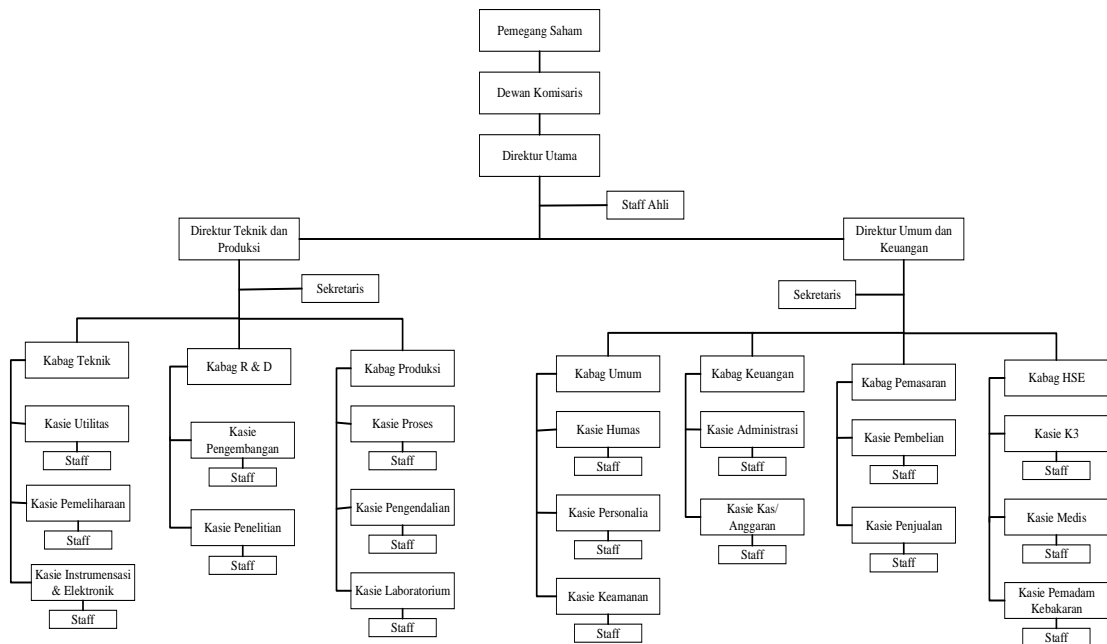 Pemegang Saham
Dewan Komisaris
Direktur Utama
Staff Ahli
Direktur Teknik dan
Produksi
Direktur Umum dan
Keuangan
Sekretaris
Sekretaris
Kabag Teknik
Kabag R & D
Kabag Produksi
Kabag Umum
Kabag Keuangan
Kabag Pemasaran
Kabag HSE
Kasie Utilitas
Staff
Kasie
Pengembangan
Staff
Kasie Proses
Staff
Kasie Humas
Staff
Kasie Administrasi
Staff
Kasie Pembelian
Staff
Kasie K3
Staff
Kasie Pemeliharaan
Staff
Kasie Penelitian
Staff
Kasie Pengendalian
Staff
Kasie Personalia
Staff
Kasie Kas/
Anggaran
Staff
Kasie Penjualan
Staff
Kasie Medis
Staff
Kasie Instrumensasi
& Elektronik
Staff
Kasie Laboratorium
Staff
Kasie Keamanan
Staff
Kasie Pemadam
Kebakaran
Staff